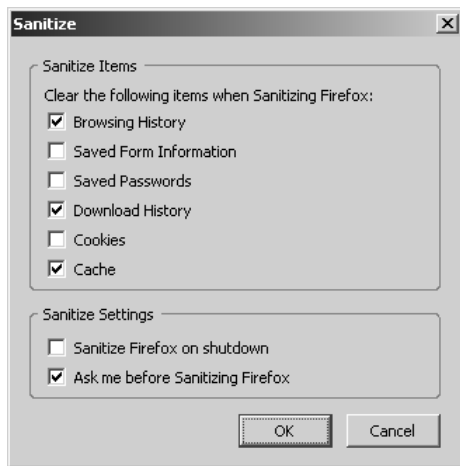 Sanitize
Sanitize Items
Clear the following items when Sanitizing Firefox:
Browsing History
Saved Form Information
Saved Passwords
Download History
Cookies
Cache
Sanitize Settings
Sanitize Firefox on shutdown
Ask me before Sanitizing Firefox
OK Cancel